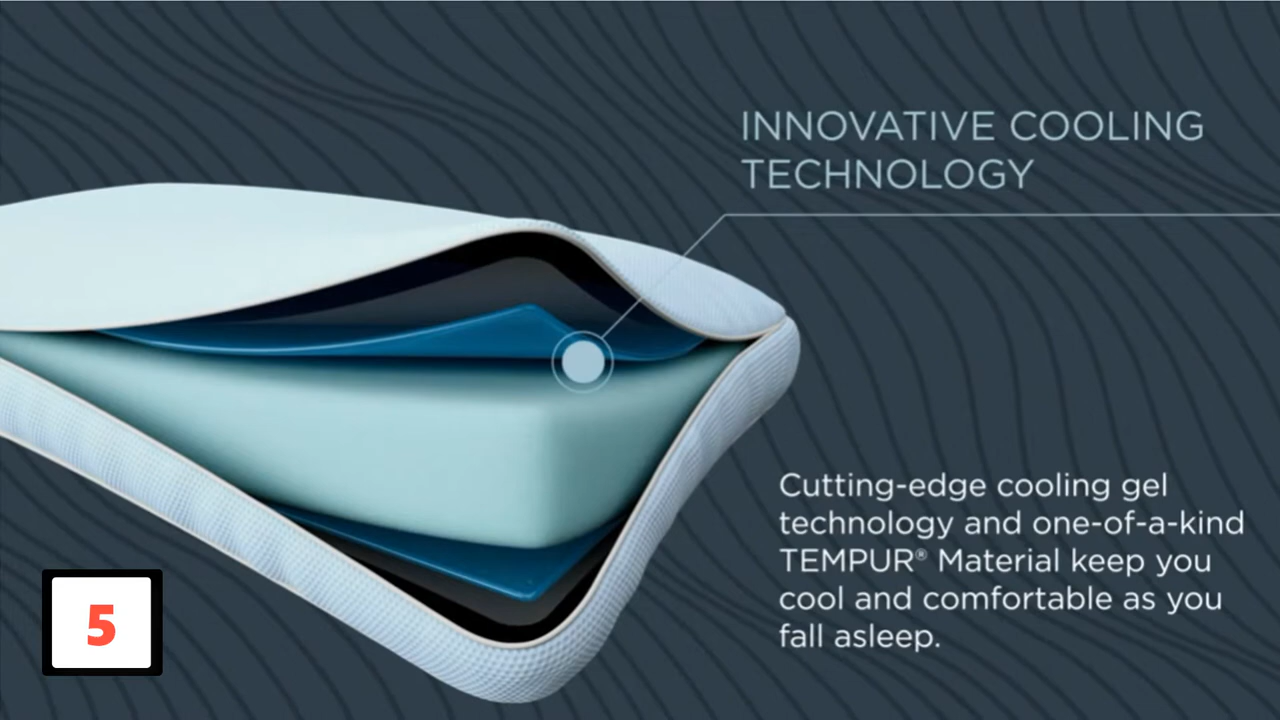 INNOVATIVE COOLING
TECHNOLOGY
Cutting-edge cooling gel
technology and one-of-a-kind
TEMPUR® Material keep you
cool and comfortable as you
fall asleep.
5